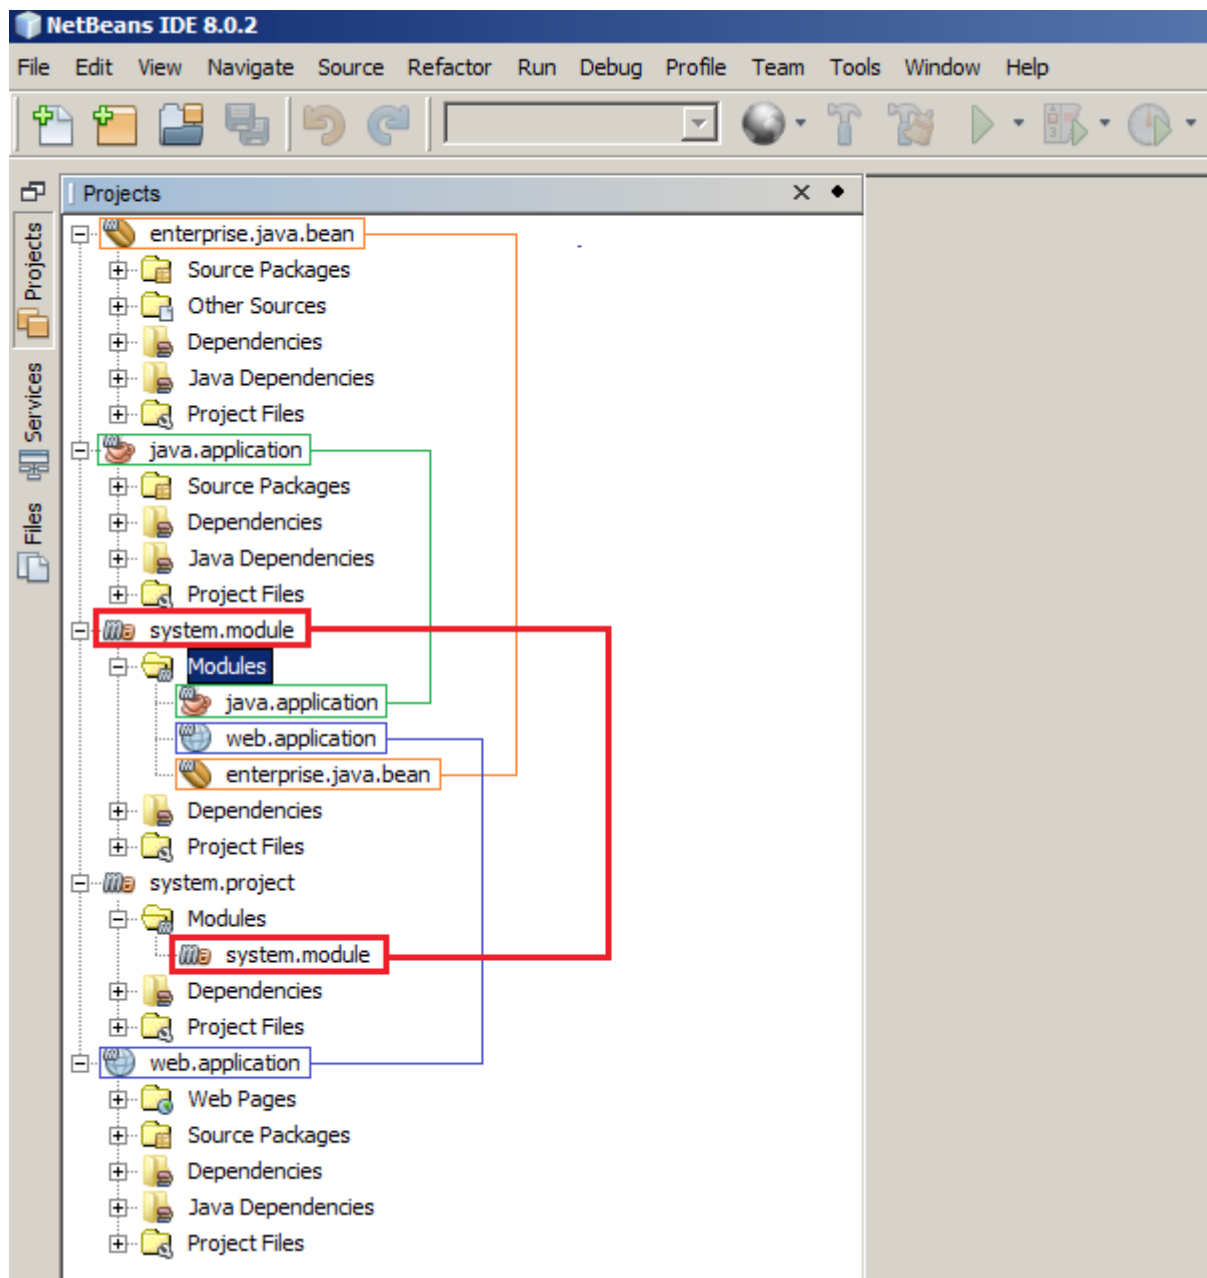 NetBeans IDE 8.0.2
File Edit View Navigate Source Refactor Run Debug Profile Team Tools Window Help
Projects
Projects
Services
Files
enterprise.java.bean
Source Packages
Other Sources
Dependencies
Java Dependencies
Project Files
java.application
Source Packages
Dependencies
Java Dependencies
Project Files
system.module
Modules
java.application
web.application
enterprise.java.bean
Dependencies
Project Files
system.project
Modules
system.module
Dependencies
Project Files
web.application
Web Pages
Source Packages
Dependencies
Java Dependencies
Project Files